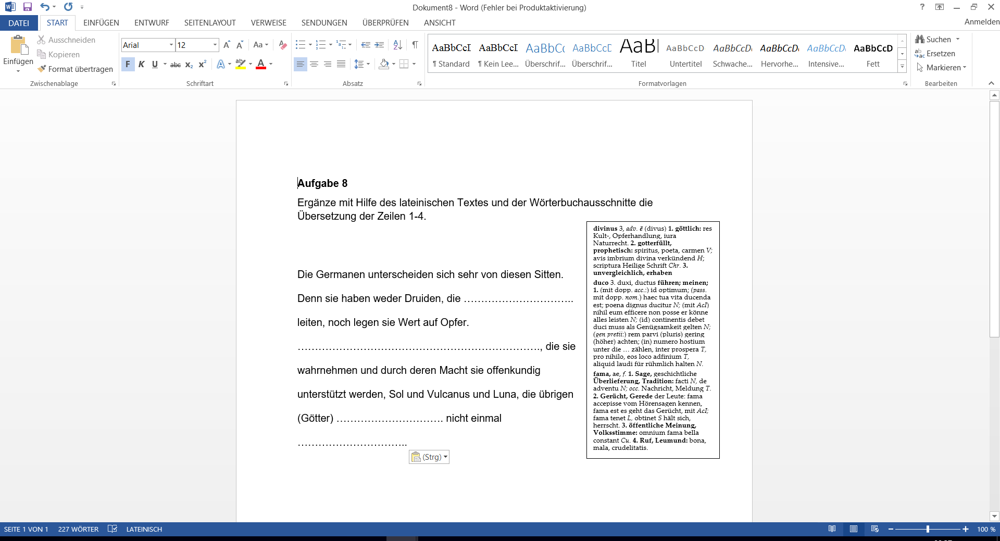 Dokument8 - Word (Fehler bei Produktaktivierung)
?
DATEI START EINFÜGEN ENTWURF SEITENLAYOUT VERWEISE SENDUNGEN ÜBERPRÜFEN ANSICHT Anmelden
Einfügen
Ausschneiden
Kopieren
Format übertragen
Zwischenablage
Arial 12
F K U abc x₂ x²
Schriftart
Absatz
AaBbCcI AaBbCcI AaBbCc AaBbCcD AaBl AaBbCcD AaBbCcD AaBbCcD AaBbCcD AaBbCcD
¶ Standard ¶ Kein Lee... Überschrif... Überschrif... Titel Untertitel Schwache... Hervorhe... Intensive... Fett
Formatvorlagen
Suchen
Ersetzen
Markieren
Bearbeiten
Aufgabe 8
Ergänze mit Hilfe des lateinischen Textes und der Wörterbuchausschnitte die
Übersetzung der Zeilen 1-4.
Die Germanen unterscheiden sich sehr von diesen Sitten.
Denn sie haben weder Druiden, die …………………………..
leiten, noch legen sie Wert auf Opfer.
……………………………………………………………., die sie
wahrnehmen und durch deren Macht sie offenkundig
unterstützt werden, Sol und Vulcanus und Luna, die übrigen
(Götter) …………………………. nicht einmal
…………………………..
divinus 3, adv. ē (divus) 1. göttlich: res
Kult-, Opferhandlung, iura
Naturrecht. 2. gotterfüllt,
prophetisch: spiritus, poeta, carmen V;
avis imbrium divina verkündend H;
scriptura Heilige Schrift Chr. 3.
unvergleichlich, erhaben
duco 3. duxi, ductus führen; meinen;
1. (mit dopp. acc.:) id optimum; (pass.
mit dopp. nom.) haec tua vita ducenda
est; poena dignus ducitur N; (mit AcI)
nihil eum efficere non posse er könne
alles leisten N; (id) continentis debet
duci muss als Genügsamkeit gelten N;
(gen pretii:) rem parvi (pluris) gering
(höher) achten; (in) numero hostium
unter die … zählen, inter prospera T,
pro nihilo, eos loco adfinium T,
aliquid laudi für rühmlich halten N.
fama, ae, f. 1. Sage, geschichtliche
Überlieferung, Tradition: facti N, de
adventu N; occ. Nachricht, Meldung T.
2. Gerücht, Gerede der Leute: fama
accepisse vom Hörensagen kennen,
fama est es geht das Gerücht, mit AcI;
fama tenet L, obtinet S hält sich,
herrscht. 3. öffentliche Meinung,
Volksstimme: omnium fama bella
constant Cu. 4. Ruf, Leumund: bona,
mala, crudelitatis.
(Strg)
SEITE 1 VON 1 227 WÖRTER LATEINISCH 100 %